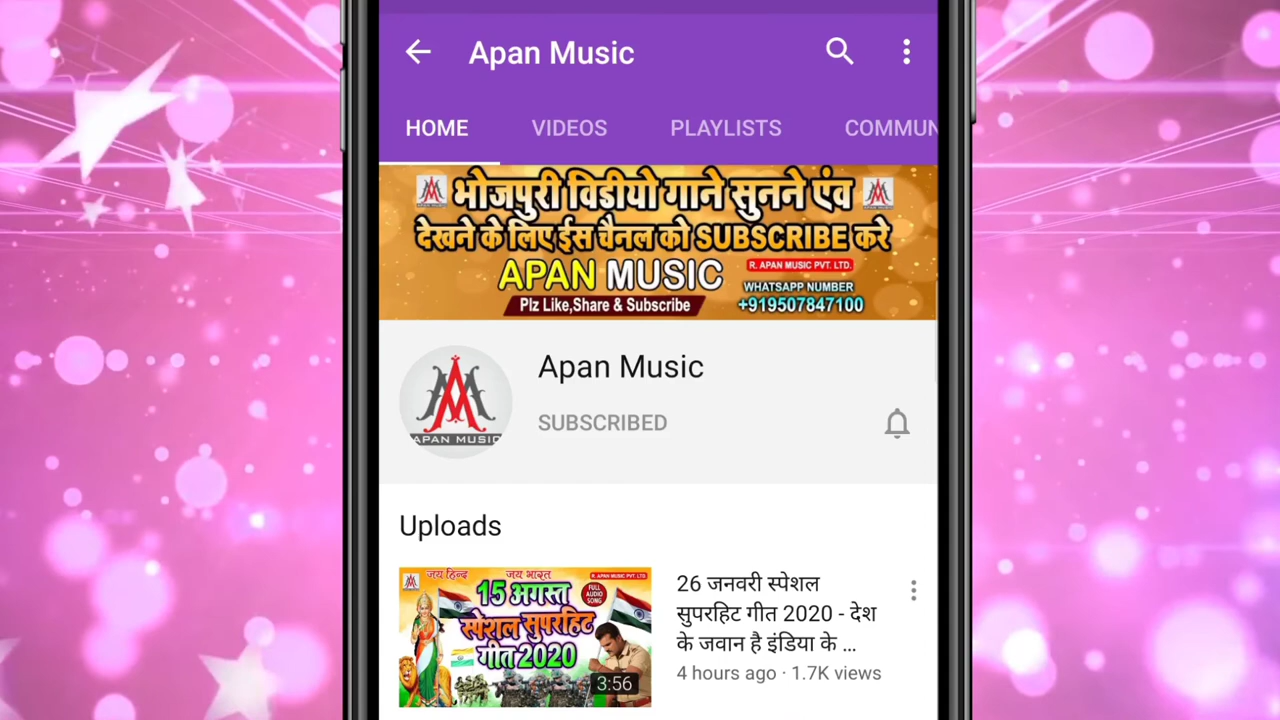 Apan Music
HOME VIDEOS PLAYLISTS COMMUN
भोजपुरी विडीयो गाने सुनने एंव
देखने के लिए ईस चैनल को SUBSCRIBE करे
APAN MUSIC
R. APAN MUSIC PVT. LTD.
WHATSAPP NUMBER
Plz Like,Share & Subscribe
+919507847100
Apan Music
APAN MUSIC
SUBSCRIBED
Uploads
जय हिन्द जय भारत
R. APAN MUSIC PVT. LTD
15 अगस्त
FULL
AUDIO
SONG
स्पेशल सुपरहिट
गीत 2020
3:56
26 जनवरी स्पेशल
सुपरहिट गीत 2020 - देश
के जवान है इंडिया के ...
4 hours ago · 1.7K views